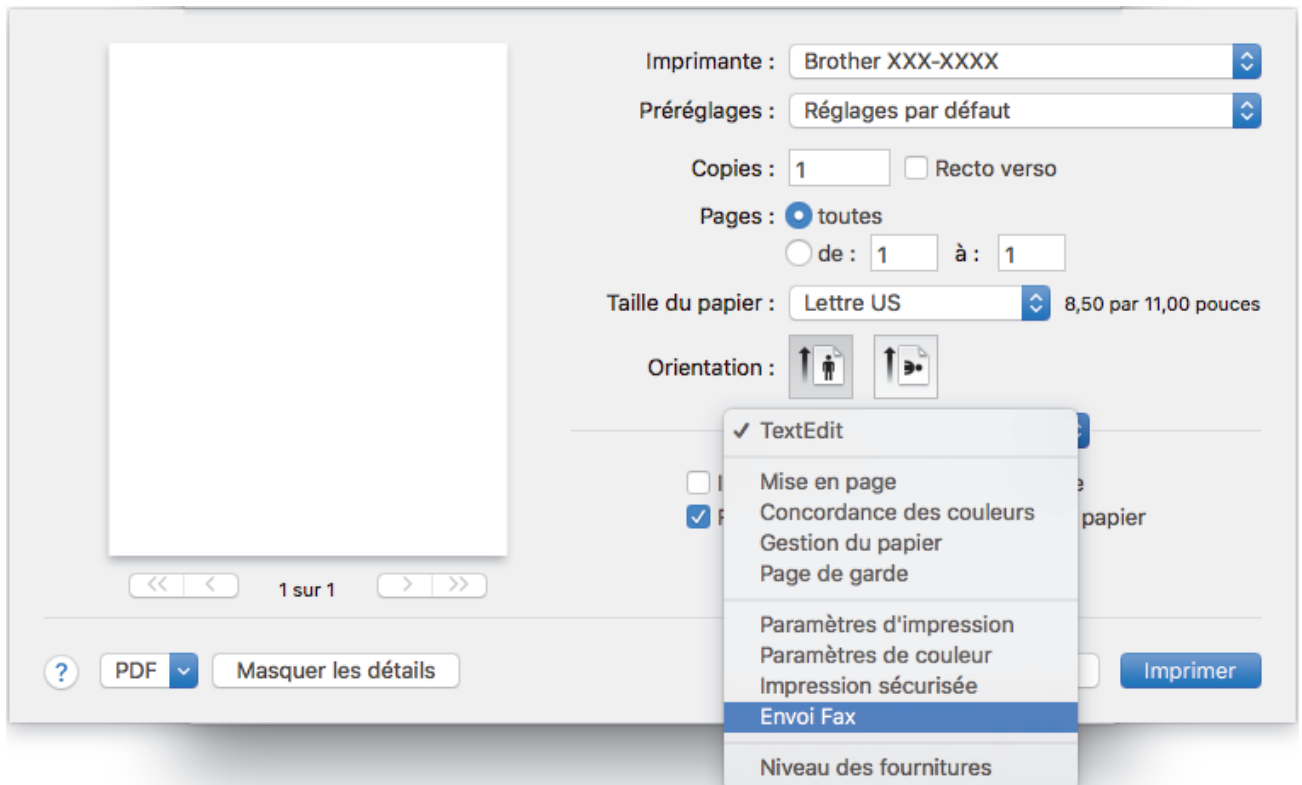 Imprimante : Brother XXX-XXXX
Préréglages : Réglages par défaut
Copies : 1 Recto verso
Pages : toutes
de : 1 à : 1
Taille du papier : Lettre US 8,50 par 11,00 pouces
Orientation :
✓ TextEdit
Mise en page
Concordance des couleurs
papier
Gestion du papier
Page de garde
<< < 1 sur 1 > >>
Paramètres d'impression
Paramètres de couleur
Impression sécurisée
Envoi Fax
Niveau des fournitures
? PDF Masquer les détails Imprimer